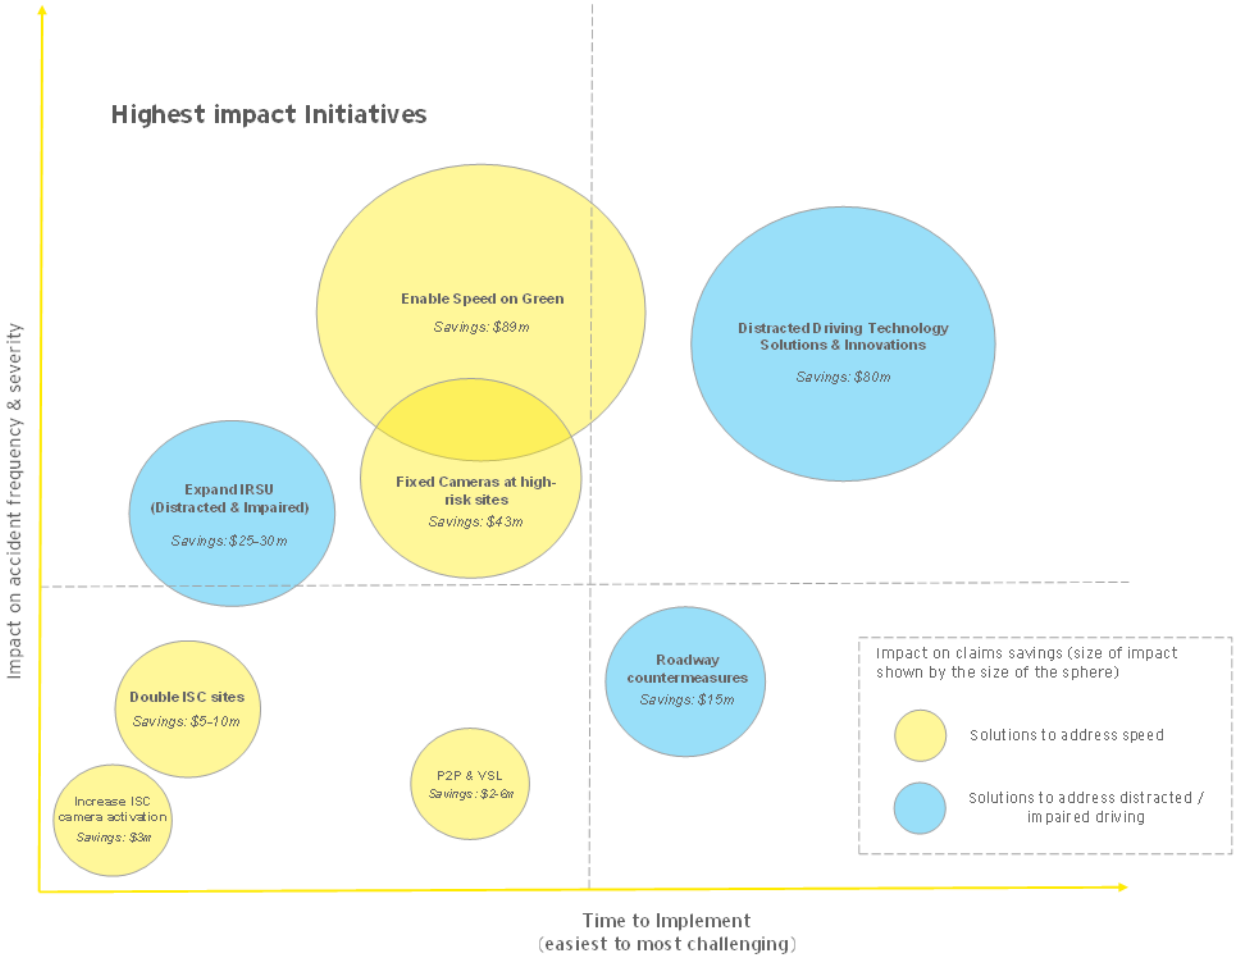 Highest impact Initiatives
Impact on accident frequency & severity
Enable Speed on Green
Savings: $89m
Distracted Driving Technology
Solutions & Innovations
Savings: $80m
Fixed Cameras at high-
risk sites
Savings: $43m
Expand IRSU
(Distracted & Impaired)
Savings: $25-30m
Double ISC sites
Savings: $5-10m
Increase ISC
camera activation
Savings: $3m
P2P & VSL
Savings: $2-6m
Roadway
countermeasures
Savings: $15m
Impact on claims savings (size of impact
shown by the size of the sphere)
Solutions to address speed
Solutions to address distracted /
impaired driving
Time to Implement
(easiest to most challenging)